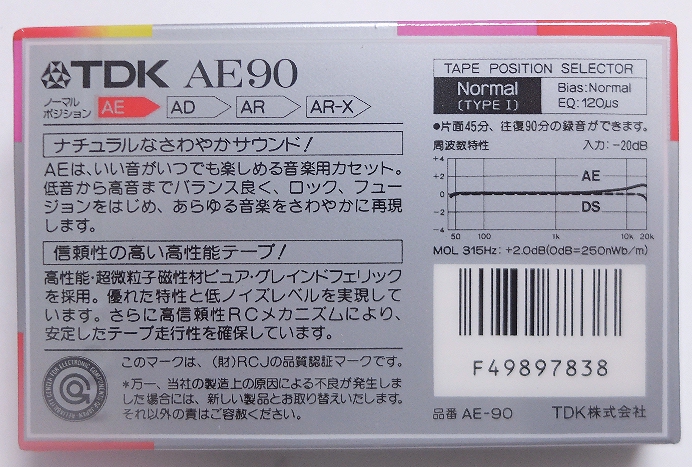 TDK AE90
ノーマル
ポジション
AE AD AR AR-X
ナチュラルなさわやかサウンド!
AEは、いい音がいつでも楽しめる音楽用カセット。
低音から高音までバランス良く、ロック、フュー
ジョンをはじめ、あらゆる音楽をさわやかに再現
します。
信頼性の高い高性能テープ!
高性能・超微粒子磁性材ピュア・グレインドフェリック
を採用。優れた特性と低ノイズレベルを実現して
います。さらに高信頼性RCメカニズムにより、
安定したテープ走行性を確保しています。
このマークは、(財)RCJの品質認証マークです。
*万一、当社の製造上の原因による不良が発生しま
した場合には、新しい製品とお取り替えいたします。
それ以外の責はご容赦ください。
TAPE POSITION SELECTOR
Normal
(TYPE I)
Bias:Normal
EQ:120μs
●片面45分、往復90分の録音ができます。
周波数特性 入力:-20dB
+4
+2
0
-2
-4
AE
DS
50 100 1k 10k 20k
MOL 315Hz:+2.0dB(0dB=250nWb/m)
F49897838
品番 AE-90 TDK株式会社